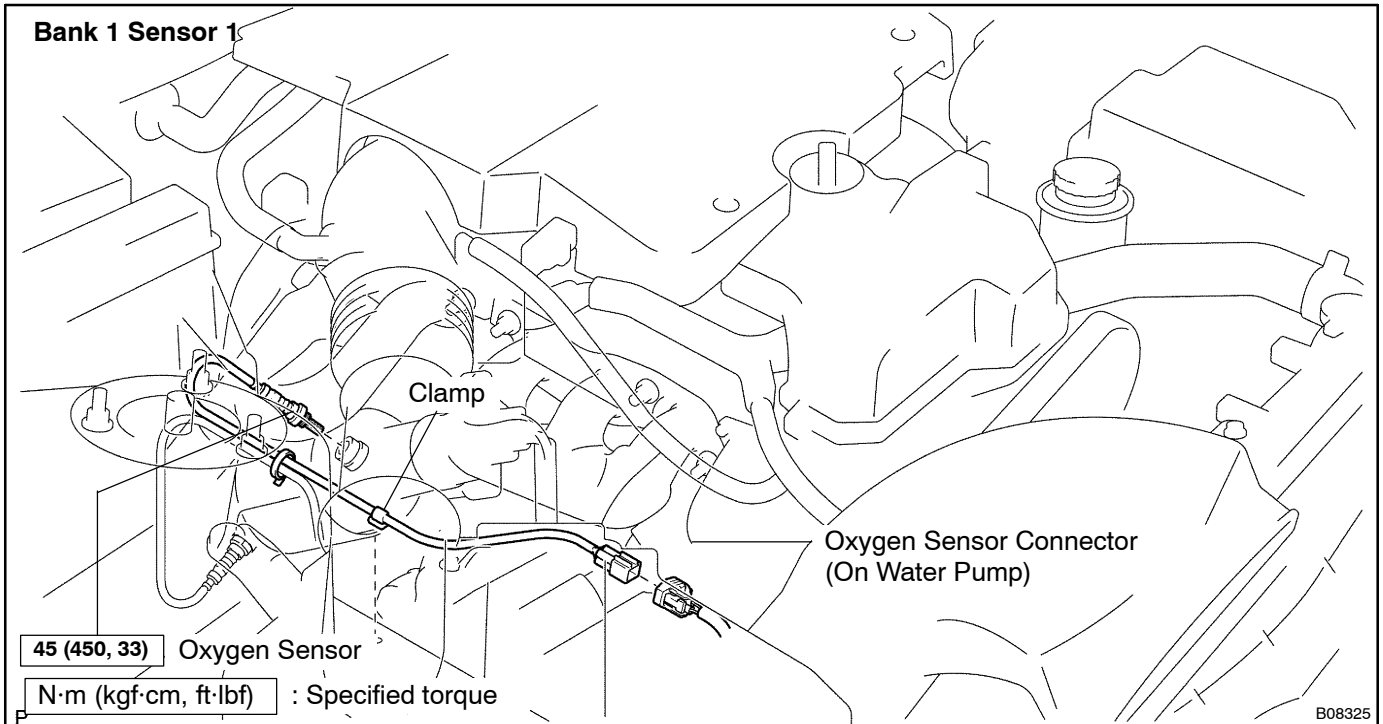 Bank 1 Sensor 1
Clamp
Oxygen Sensor Connector
(On Water Pump)
45 (450, 33) Oxygen Sensor
N·m (kgf·cm, ft·lbf) : Specified torque
P
B08325